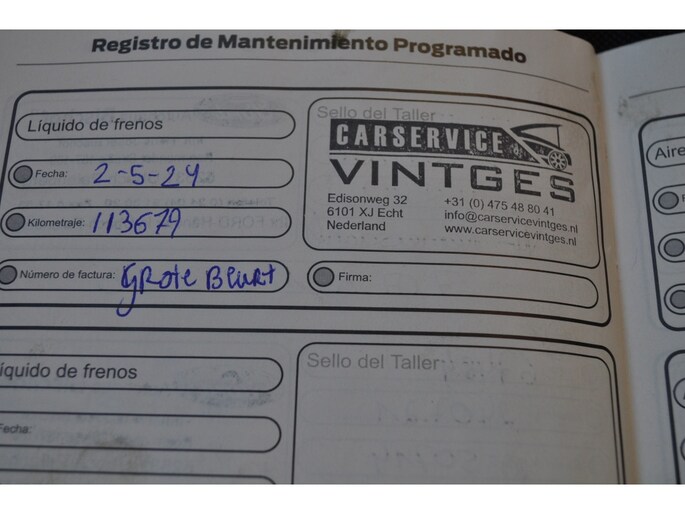 Registro de Mantenimiento Programado
Líquido de frenos
Fecha: 2-5-24
Kilometraje: 113679
Número de factura: Grote Beurt
Sello del Taller
CARSERVICE
VINTGES
Edisonweg 32
6101 XJ Echt
Nederland
+31 (0) 475 48 80 41
info@carservicevintges.nl
www.carservicevintges.nl
Firma:
íquido de frenos
Fecha:
Sello del Taller
Aire